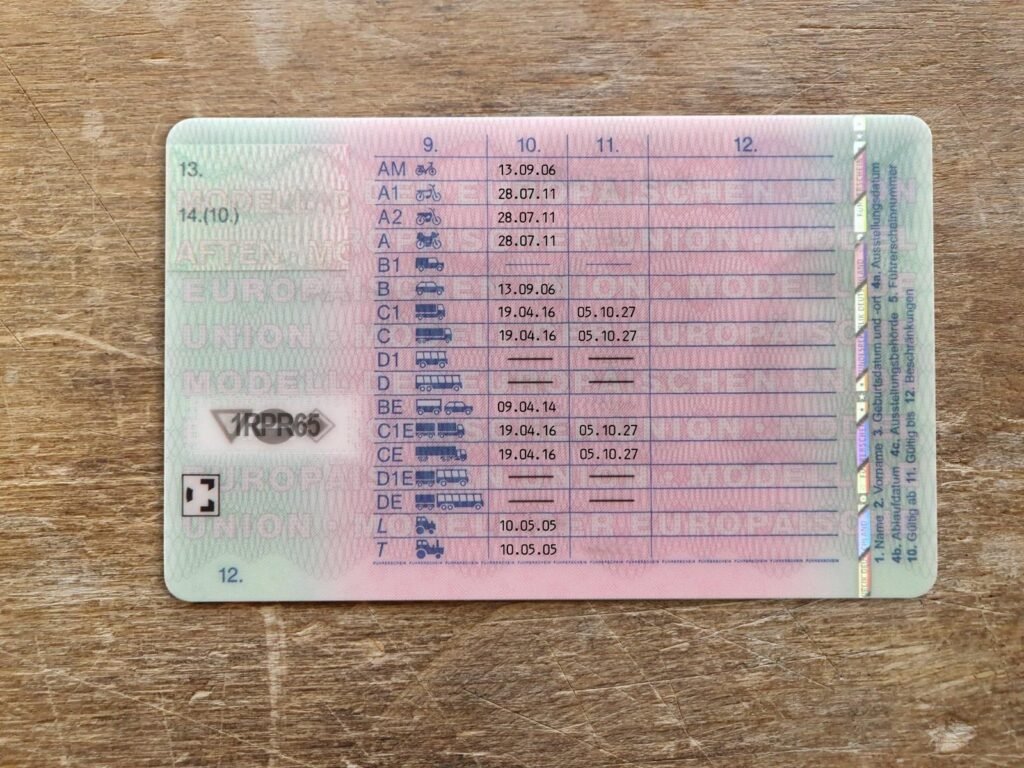 9. 10. 11. 12.
13.
14.(10.)
AM 13.09.06
A1 28.07.11
A2 28.07.11
A 28.07.11
B1 — —
B 13.09.06
C1 19.04.16 05.10.27
C 19.04.16 05.10.27
D1 — —
D — —
BE 09.04.14
C1E 19.04.16 05.10.27
CE 19.04.16 05.10.27
D1E — —
DE — —
L 10.05.05
T 10.05.05
1RPR65
12.
EUROPA
UNION
MODELL
1. Name 2. Vorname 3. Geburtsdatum und -ort 4a. Ausstellungsdatum
4b. Ablaufdatum 4c. Ausstellungsbehörde 5. Führerscheinnummer
10. Gültig ab 11. Gültig bis 12 Beschränkungen